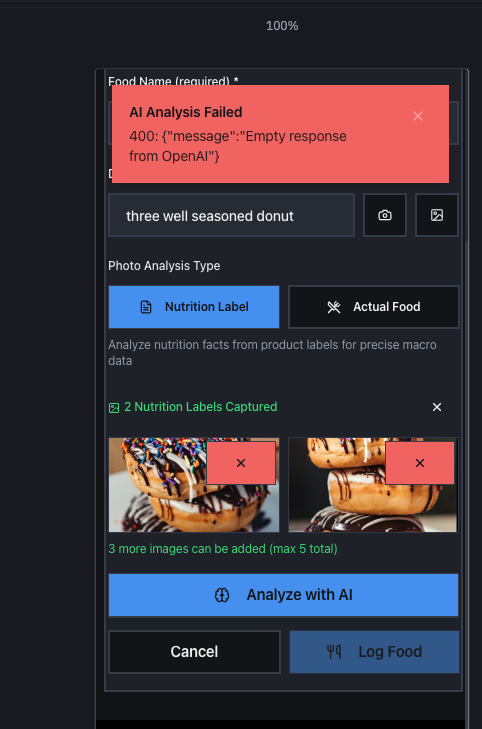 100%
Food Name (required) *
AI Analysis Failed
400: {"message":"Empty response
from OpenAI"}
three well seasoned donut
Photo Analysis Type
Nutrition Label
Actual Food
Analyze nutrition facts from product labels for precise macro
data
2 Nutrition Labels Captured
3 more images can be added (max 5 total)
Analyze with AI
Cancel
Log Food